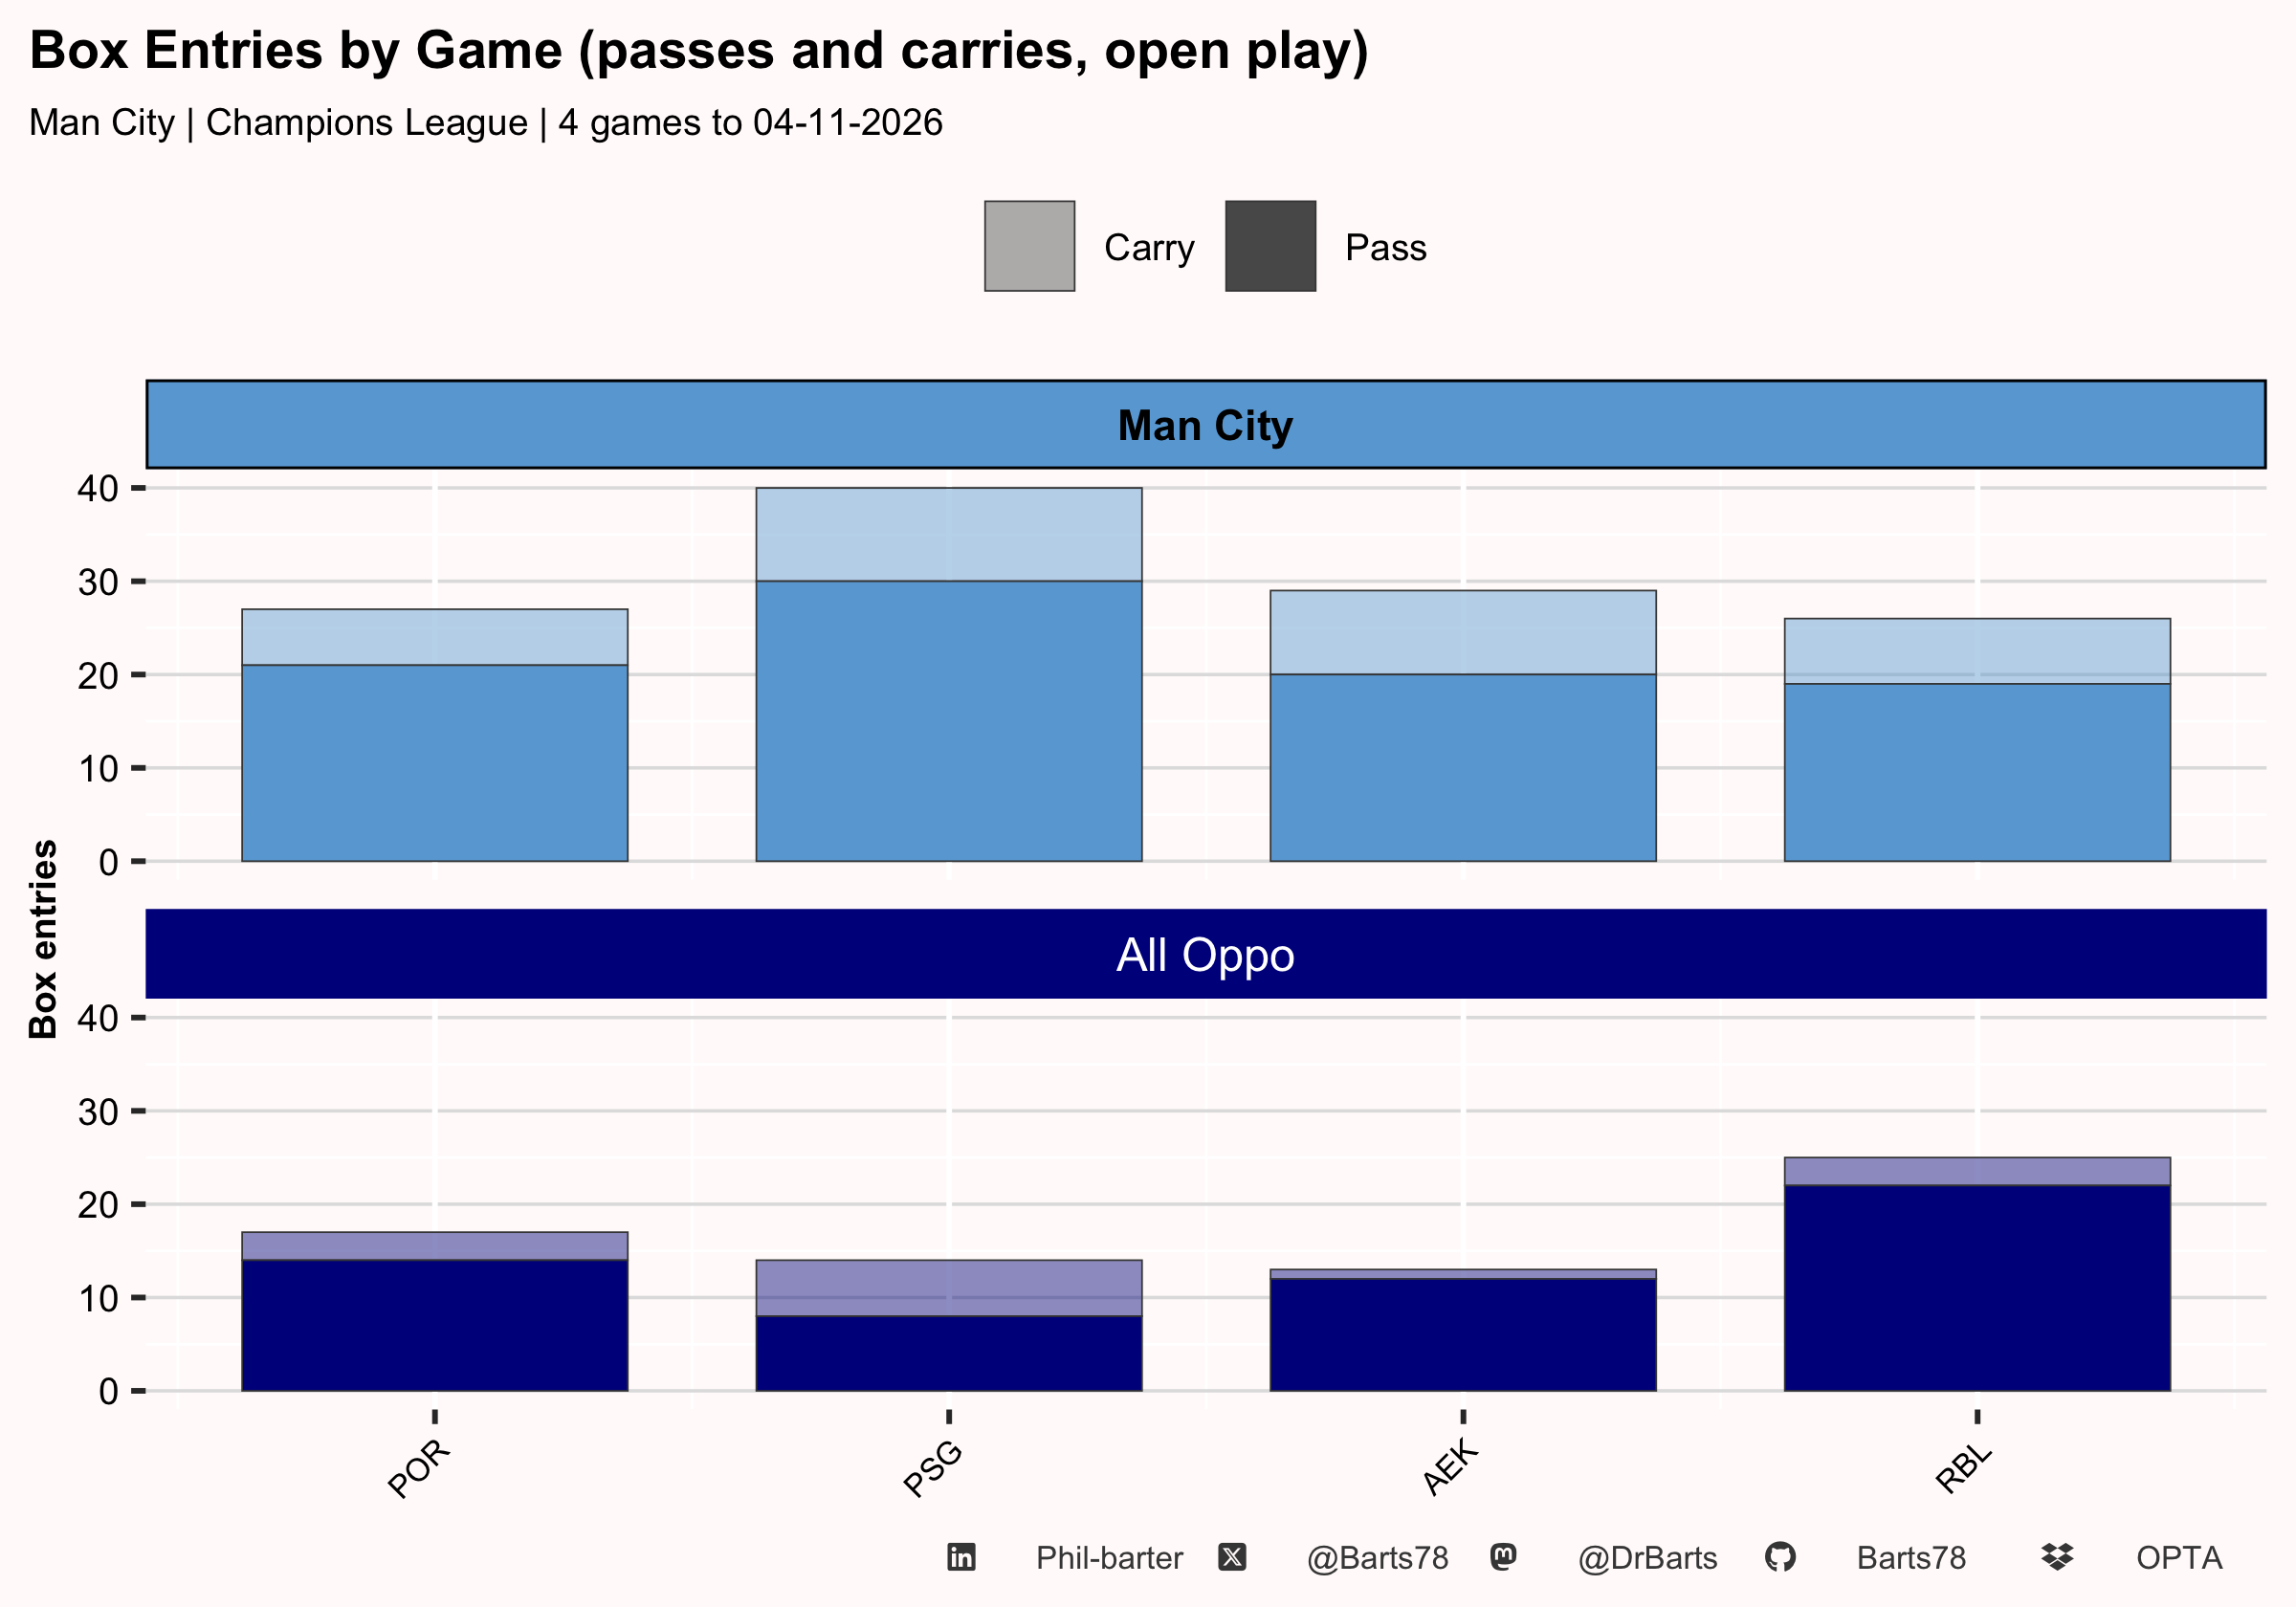 Box Entries by Game (passes and carries, open play)
Man City | Champions League | 4 games to 04-11-2026
Carry Pass
Man City
40
30
20
10
0
Box entries
All Oppo
40
30
20
10
0
POR PSG AEK RBL
Phil-barter @Barts78 @DrBarts Barts78 OPTA